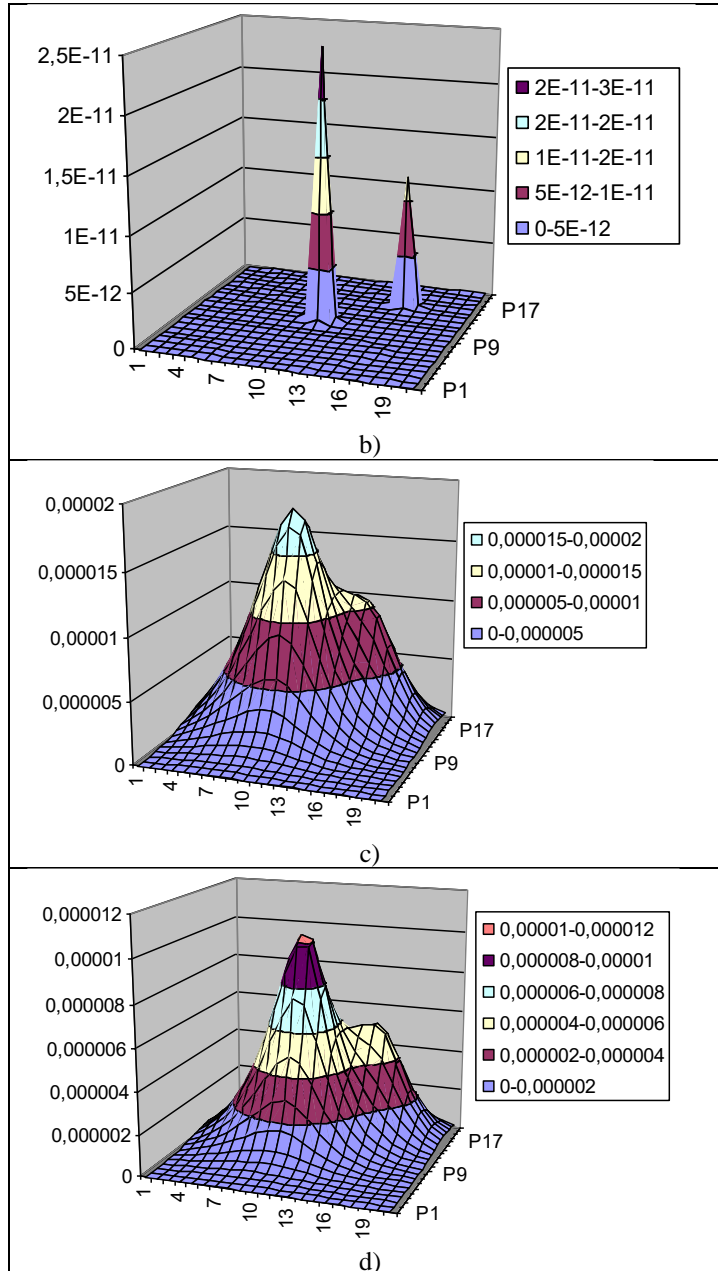 2,5E-11
2E-11
1,5E-11
1E-11
5E-12
0
1
4
7
10
13
16
19
P1
P9
P17
2E-11-3E-11
2E-11-2E-11
1E-11-2E-11
5E-12-1E-11
0-5E-12
b)
0,00002
0,000015
0,00001
0,000005
0
1
4
7
10
13
16
19
P1
P9
P17
0,000015-0,00002
0,00001-0,000015
0,000005-0,00001
0-0,000005
c)
0,000012
0,00001
0,000008
0,000006
0,000004
0,000002
0
1
4
7
10
13
16
19
P1
P9
P17
0,00001-0,000012
0,000008-0,00001
0,000006-0,000008
0,000004-0,000006
0,000002-0,000004
0-0,000002
d)